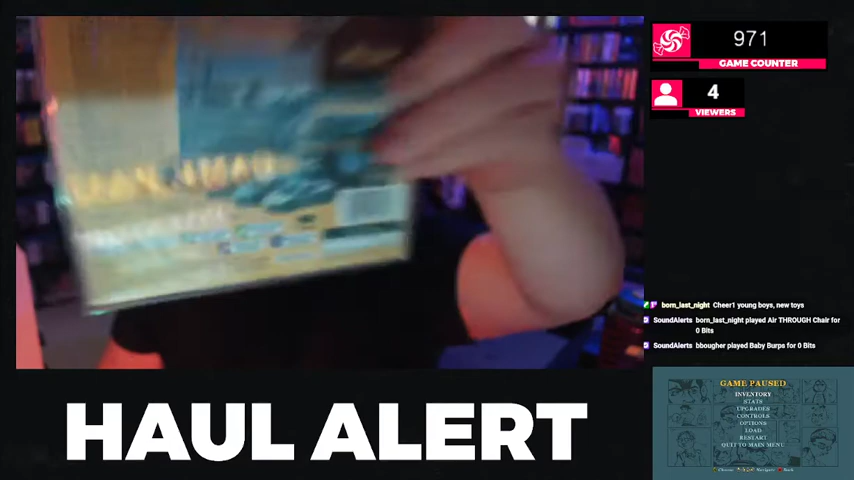 971
GAME COUNTER
4
VIEWERS
born_last_night Cheer1 young boys, new toys
SoundAlerts born_last_night played Air THROUGH Chair for
0 Bits
SoundAlerts bbougher played Baby Burps for 0 Bits
GAME PAUSED
INVENTORY
STATS
UPGRADES
CONTROLS
OPTIONS
LOAD
RESTART
QUIT TO MAIN MENU
HAUL ALERT